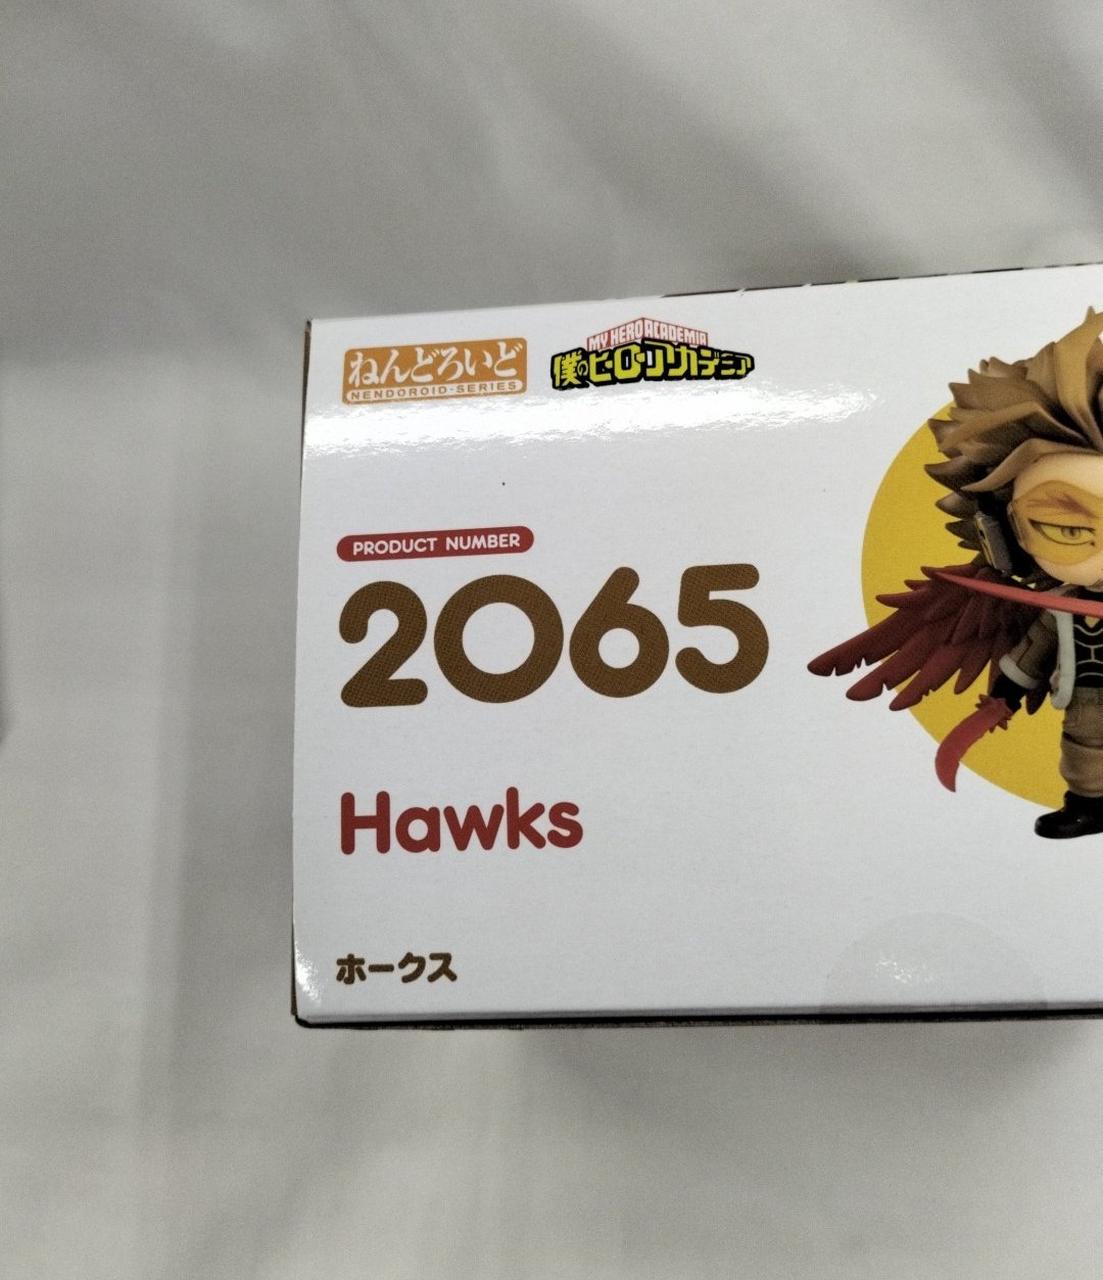 ねんどろいど
NENDOROID-SERIES
MY HERO ACADEMIA
僕のヒーローアカデミア
PRODUCT NUMBER
2065
Hawks
ホークス